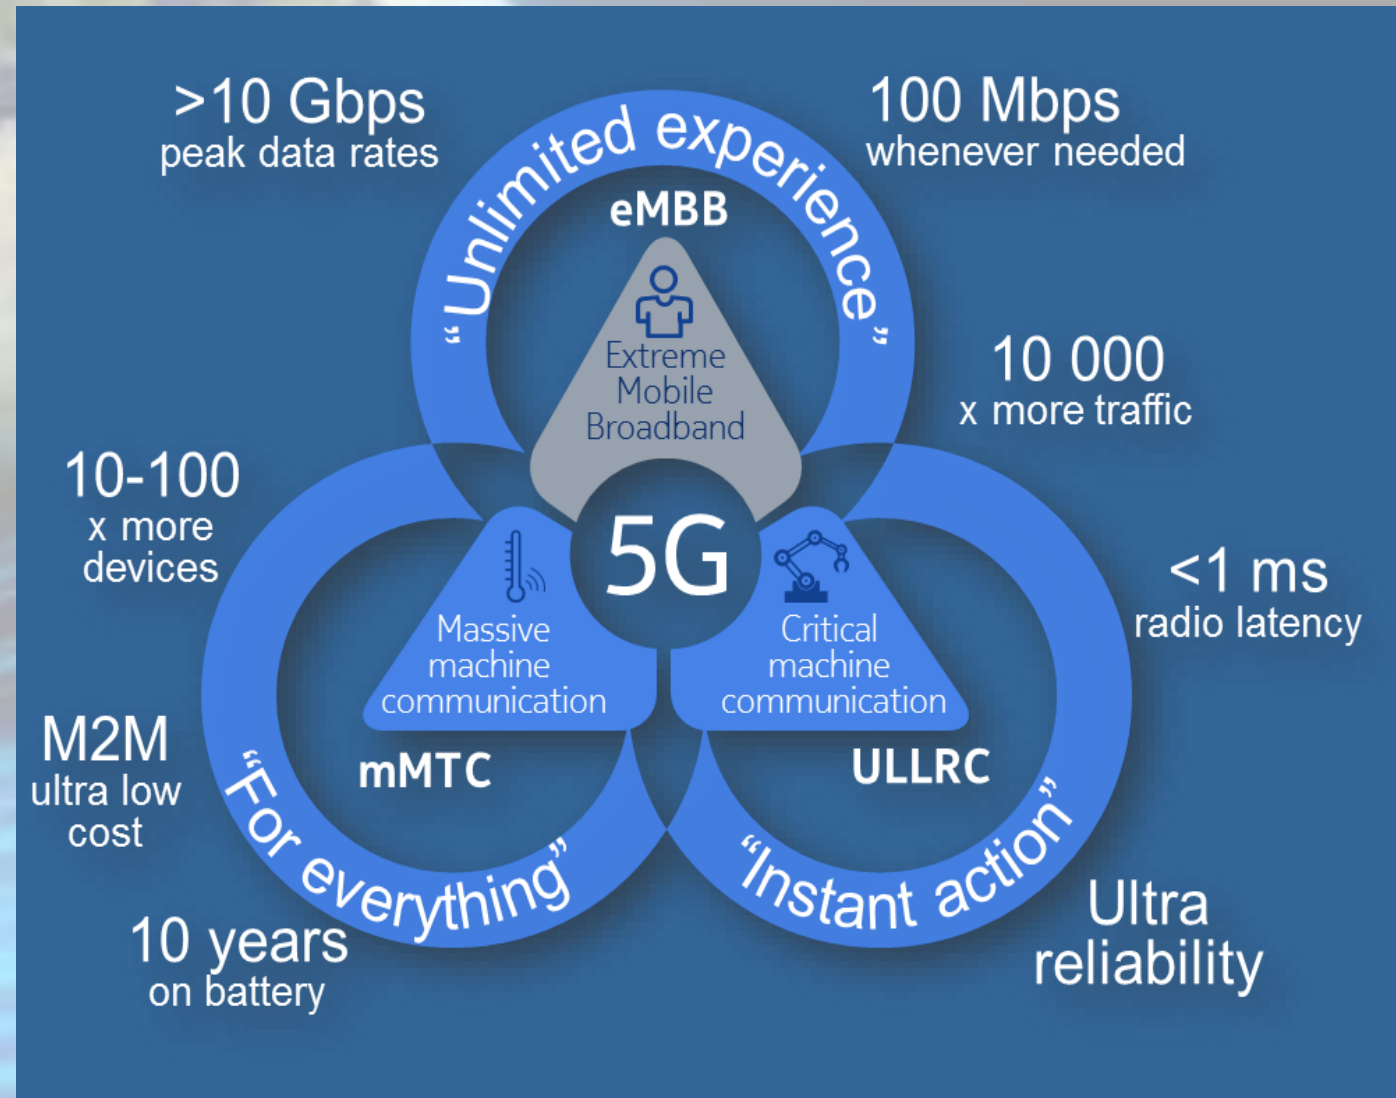 >10 Gbps
peak data rates
100 Mbps
whenever needed
“Unlimited experience”
eMBB
Extreme
Mobile
Broadband
10 000
x more traffic
10-100
x more
devices
5G
<1 ms
radio latency
Massive
machine
communication
Critical
machine
communication
M2M
ultra low
cost
mMTC
ULLRC
“For everything”
“Instant action”
10 years
on battery
Ultra
reliability